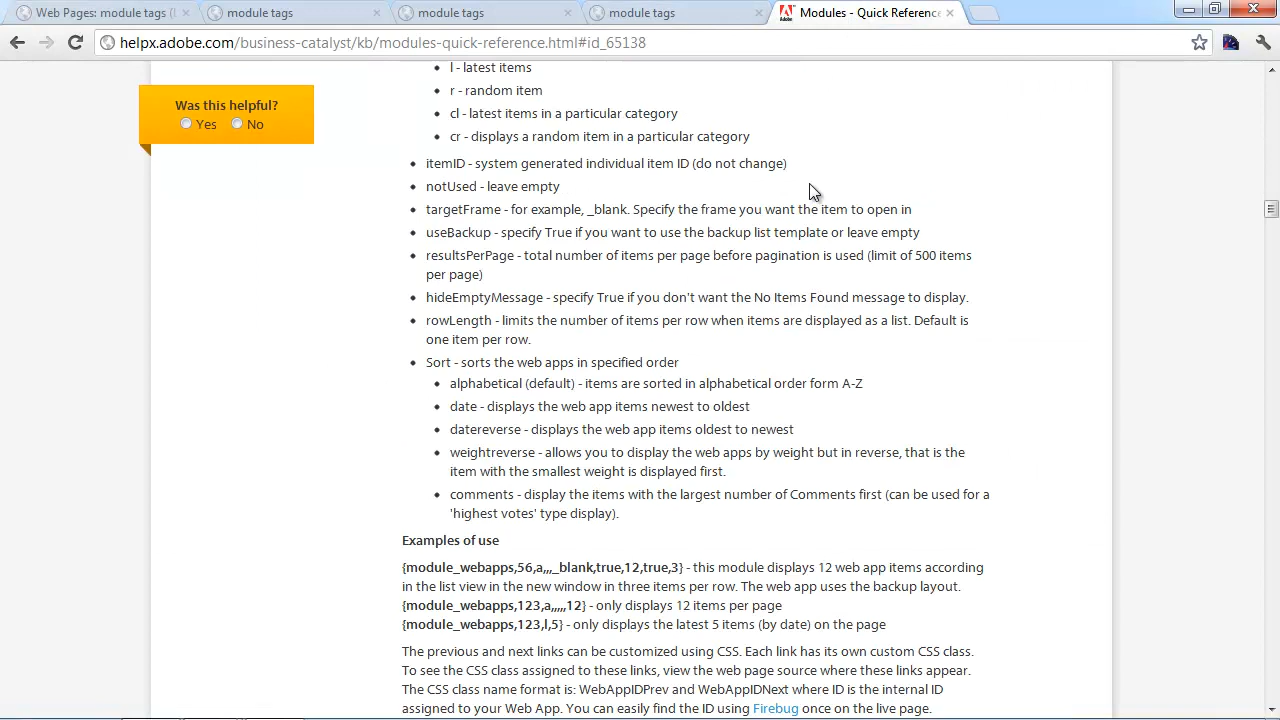 Web Pages: module tags (
module tags
module tags
module tags
Modules - Quick Reference
helpx.adobe.com/business-catalyst/kb/modules-quick-reference.html#id_65138
Was this helpful?
Yes No
l - latest items
r - random item
cl - latest items in a particular category
cr - displays a random item in a particular category
itemID - system generated individual item ID (do not change)
notUsed - leave empty
targetFrame - for example, _blank. Specify the frame you want the item to open in
useBackup - specify True if you want to use the backup list template or leave empty
resultsPerPage - total number of items per page before pagination is used (limit of 500 items
per page)
hideEmptyMessage - specify True if you don't want the No Items Found message to display.
rowLength - limits the number of items per row when items are displayed as a list. Default is
one item per row.
Sort - sorts the web apps in specified order
alphabetical (default) - items are sorted in alphabetical order form A-Z
date - displays the web app items newest to oldest
datereverse - displays the web app items oldest to newest
weightreverse - allows you to display the web apps by weight but in reverse, that is the
item with the smallest weight is displayed first.
comments - display the items with the largest number of Comments first (can be used for a
'highest votes' type display).
Examples of use
{module_webapps,56,a,,,_blank,true,12,true,3} - this module displays 12 web app items according
in the list view in the new window in three items per row. The web app uses the backup layout.
{module_webapps,123,a,,,,,12} - only displays 12 items per page
{module_webapps,123,l,5} - only displays the latest 5 items (by date) on the page
The previous and next links can be customized using CSS. Each link has its own custom CSS class.
To see the CSS class assigned to these links, view the web page source where these links appear.
The CSS class name format is: WebAppIDPrev and WebAppIDNext where ID is the internal ID
assigned to your Web App. You can easily find the ID using Firebug once on the live page.